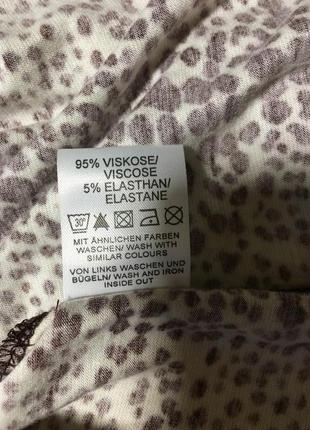 95% VISKOSE/
VISCOSE
5% ELASTHAN/
ELASTANE
30°
MIT ÄHNLICHEN FARBEN
WASCHEN/ WASH WITH
SIMILAR COLOURS
VON LINKS WASCHEN UND
BÜGELN/ WASH AND IRON
INSIDE OUT